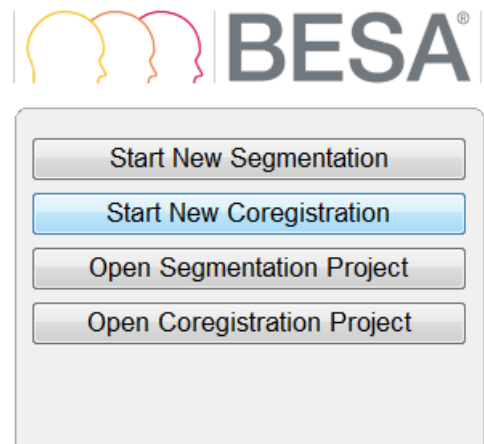 BESA®
Start New Segmentation
Start New Coregistration
Open Segmentation Project
Open Coregistration Project